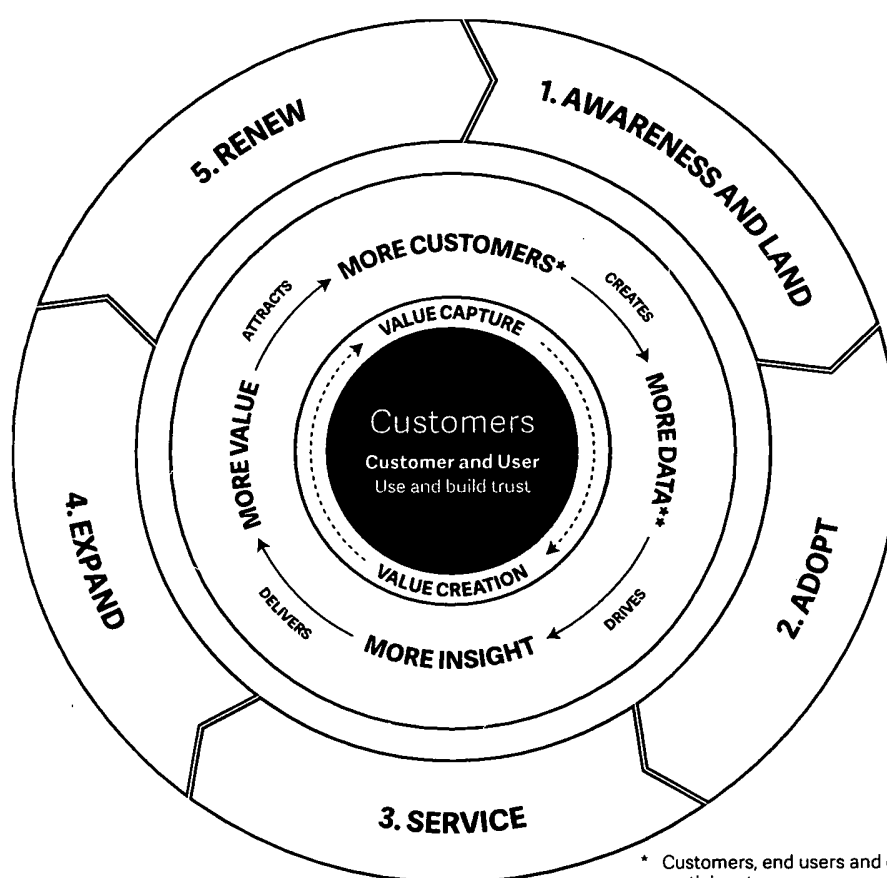 1. AWARENESS AND LAND
2. ADOPT
3. SERVICE
4. EXPAND
5. RENEW
MORE CUSTOMERS*
CREATES
MORE DATA**
DRIVES
MORE INSIGHT
DELIVERS
MORE VALUE
ATTRACTS
VALUE CAPTURE
VALUE CREATION
Customers
Customer and User
Use and build trust
* Customers, end users and